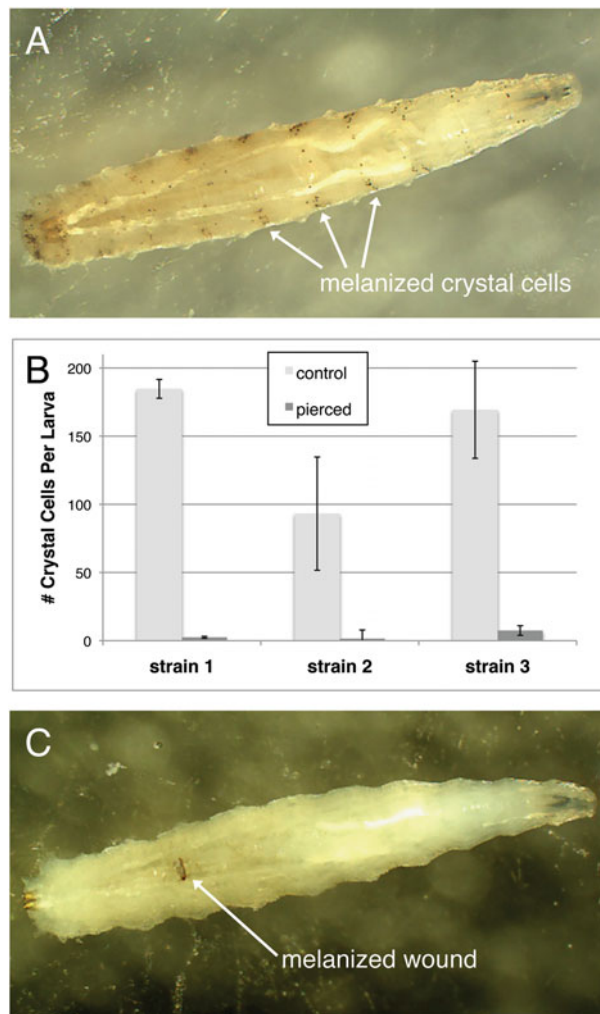 A
melanized crystal cells
B
# Crystal Cells Per Larva
200
150
100
50
0
control
pierced
strain 1
strain 2
strain 3
C
melanized wound